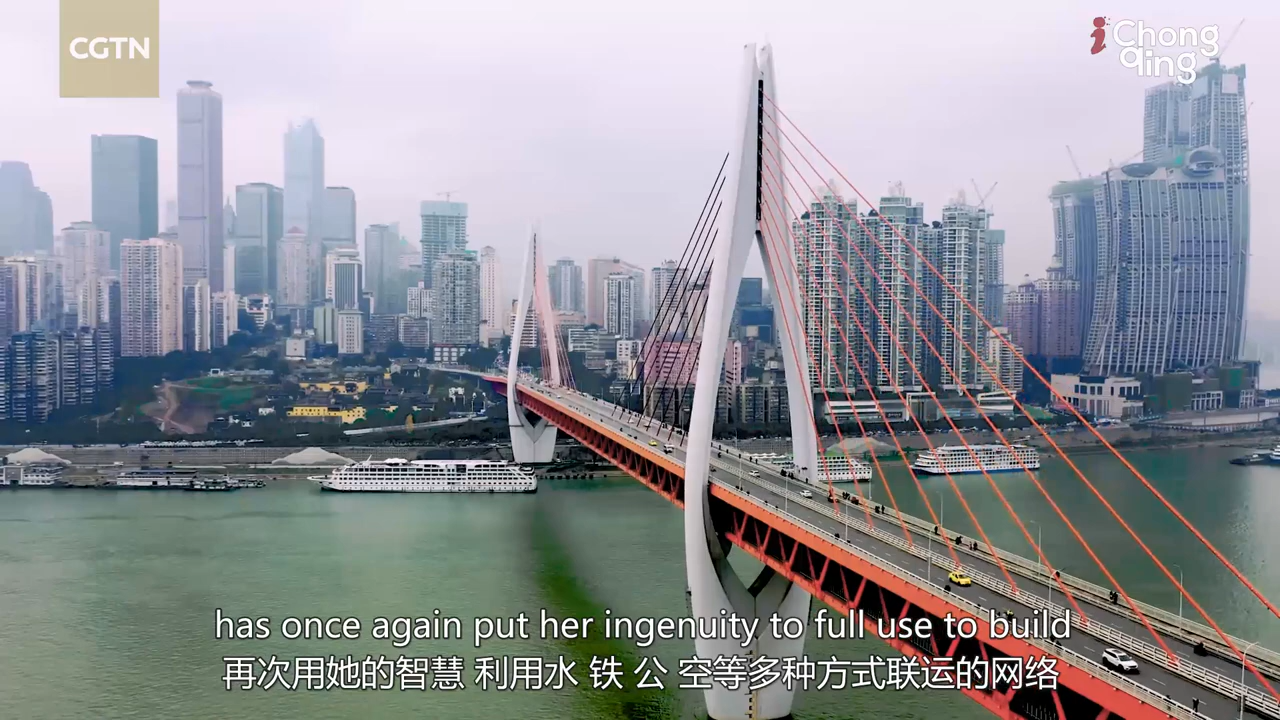 CGTN
iChong
qing
has once again put her ingenuity to full use to build
再次用她的智慧 利用水 铁 公 空等多种方式联运的网络